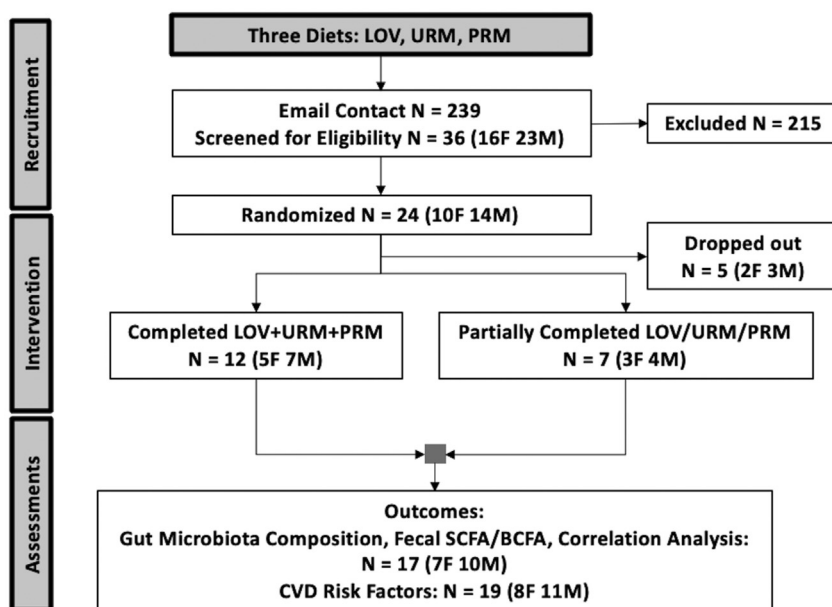 Three Diets: LOV, URM, PRM
Recruitment
Email Contact N = 239
Screened for Eligibility N = 36 (16F 23M)
Excluded N = 215
Randomized N = 24 (10F 14M)
Intervention
Dropped out
N = 5 (2F 3M)
Completed LOV+URM+PRM
N = 12 (5F 7M)
Partially Completed LOV/URM/PRM
N = 7 (3F 4M)
Assessments
Outcomes:
Gut Microbiota Composition, Fecal SCFA/BCFA, Correlation Analysis:
N = 17 (7F 10M)
CVD Risk Factors: N = 19 (8F 11M)